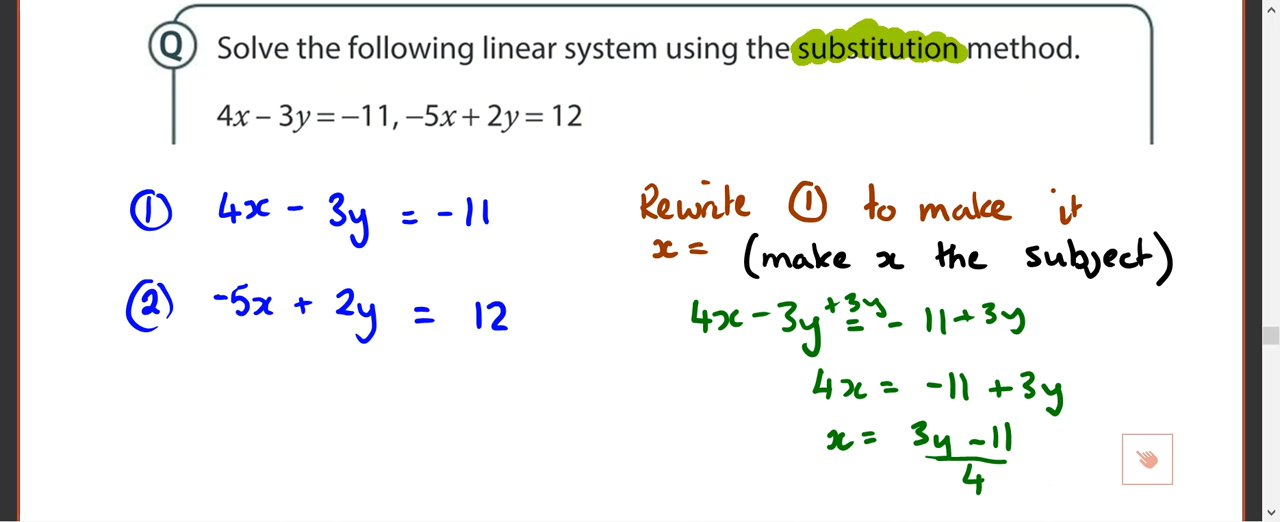 Q Solve the following linear system using the substitution method.
4x – 3y = –11, –5x + 2y = 12
① 4x - 3y = -11
② -5x + 2y = 12
Rewrite ① to make it
x = (make x the subject)
4x - 3y + 3y = - 11 + 3y
4x = -11 + 3y
x = 3y - 11
4